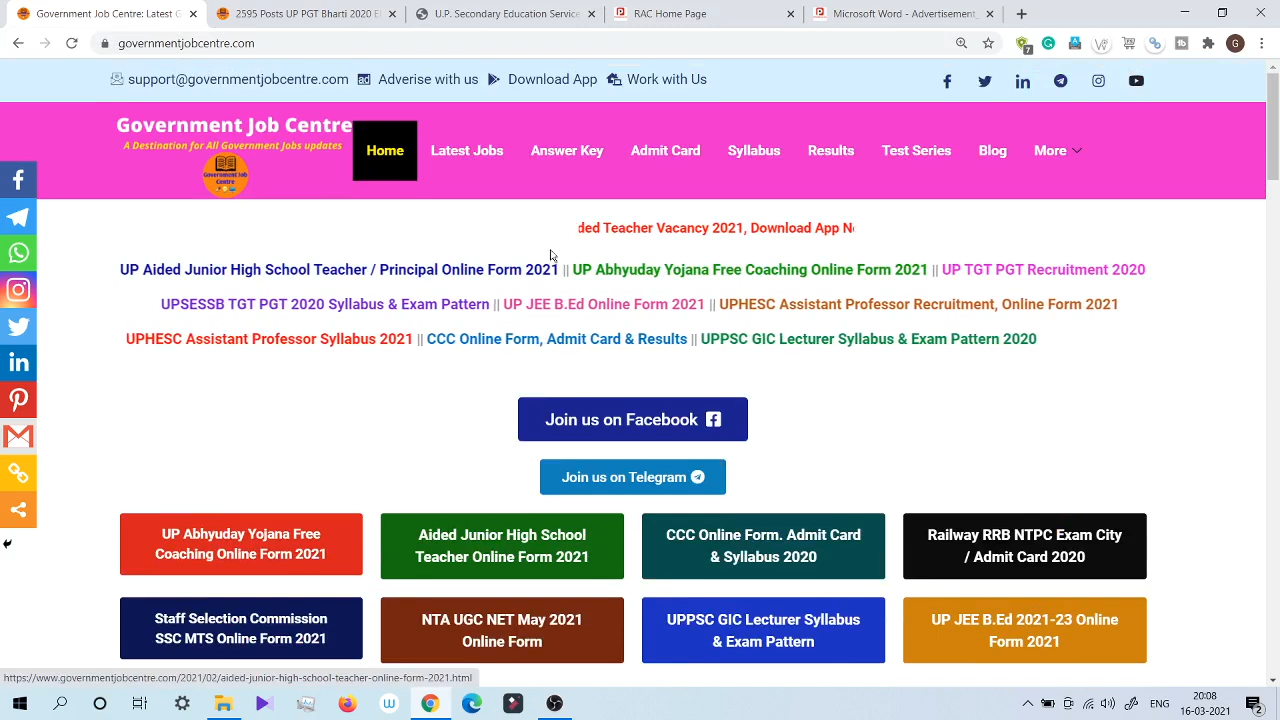 Government Job Centre - Latest J
2295 Posts UP PGT Bharti 2020 E
U.P. Secondary Education Service
RAC Home Page
Microsoft Word - Advertisement_
governmentjobcentre.com
support@governmentjobcentre.com Adverise with us Download App Work with Us
Government Job Centre
A Destination for All Government Jobs updates
Government Job
Centre
Home Latest Jobs Answer Key Admit Card Syllabus Results Test Series Blog More
ded Teacher Vacancy 2021, Download App N
UP Aided Junior High School Teacher / Principal Online Form 2021 || UP Abhyuday Yojana Free Coaching Online Form 2021 || UP TGT PGT Recruitment 2020
UPSESSB TGT PGT 2020 Syllabus & Exam Pattern || UP JEE B.Ed Online Form 2021 || UPHESC Assistant Professor Recruitment, Online Form 2021
UPHESC Assistant Professor Syllabus 2021 || CCC Online Form, Admit Card & Results || UPPSC GIC Lecturer Syllabus & Exam Pattern 2020
Join us on Facebook
Join us on Telegram
UP Abhyuday Yojana Free
Coaching Online Form 2021
Aided Junior High School
Teacher Online Form 2021
CCC Online Form. Admit Card
& Syllabus 2020
Railway RRB NTPC Exam City
/ Admit Card 2020
Staff Selection Commission
SSC MTS Online Form 2021
NTA UGC NET May 2021
Online Form
UPPSC GIC Lecturer Syllabus
& Exam Pattern
UP JEE B.Ed 2021-23 Online
Form 2021
https://www.governmentjobcentre.com/2021/02/aided-junior-high-school-teacher-online-form-2021.html
ENG
20:08
16-03-2021